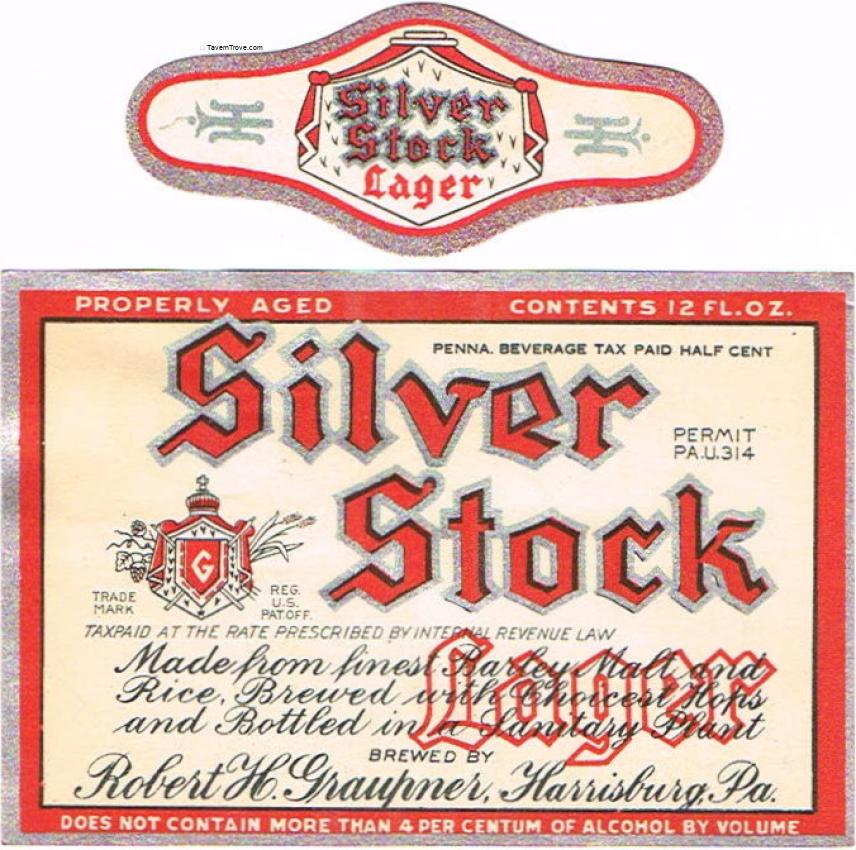 TavernTrove.com
Silver
Stock
Lager
PROPERLY AGED CONTENTS 12 FL.OZ.
PENNA. BEVERAGE TAX PAID HALF CENT
Silver
PERMIT
PA.U.314
Stock
G
TRADE
MARK
REG.
U.S.
PAT.OFF.
TAXPAID AT THE RATE PRESCRIBED BY INTERNAL REVENUE LAW
Lager
Made from finest Barley Malt and
Rice, Brewed with Choicest Hops
and Bottled in a Sanitary Plant
BREWED BY
Robert H. Graupner, Harrisburg, Pa.
DOES NOT CONTAIN MORE THAN 4 PER CENTUM OF ALCOHOL BY VOLUME